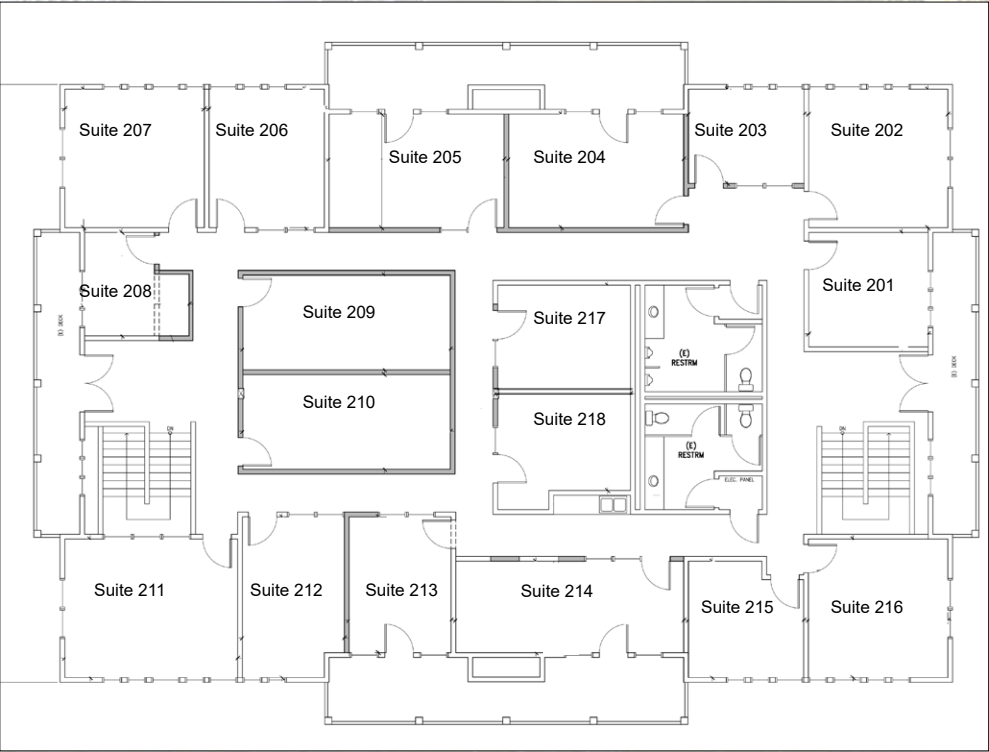 Suite 207
Suite 206
Suite 205
Suite 204
Suite 203
Suite 202
Suite 208
Suite 209
Suite 217
Suite 201
(E) DECK
(E)
RESTRM
(E) DECK
Suite 210
Suite 218
DN
(E)
RESTRM
DN
ELEC. PANEL
Suite 211
Suite 212
Suite 213
Suite 214
Suite 215
Suite 216